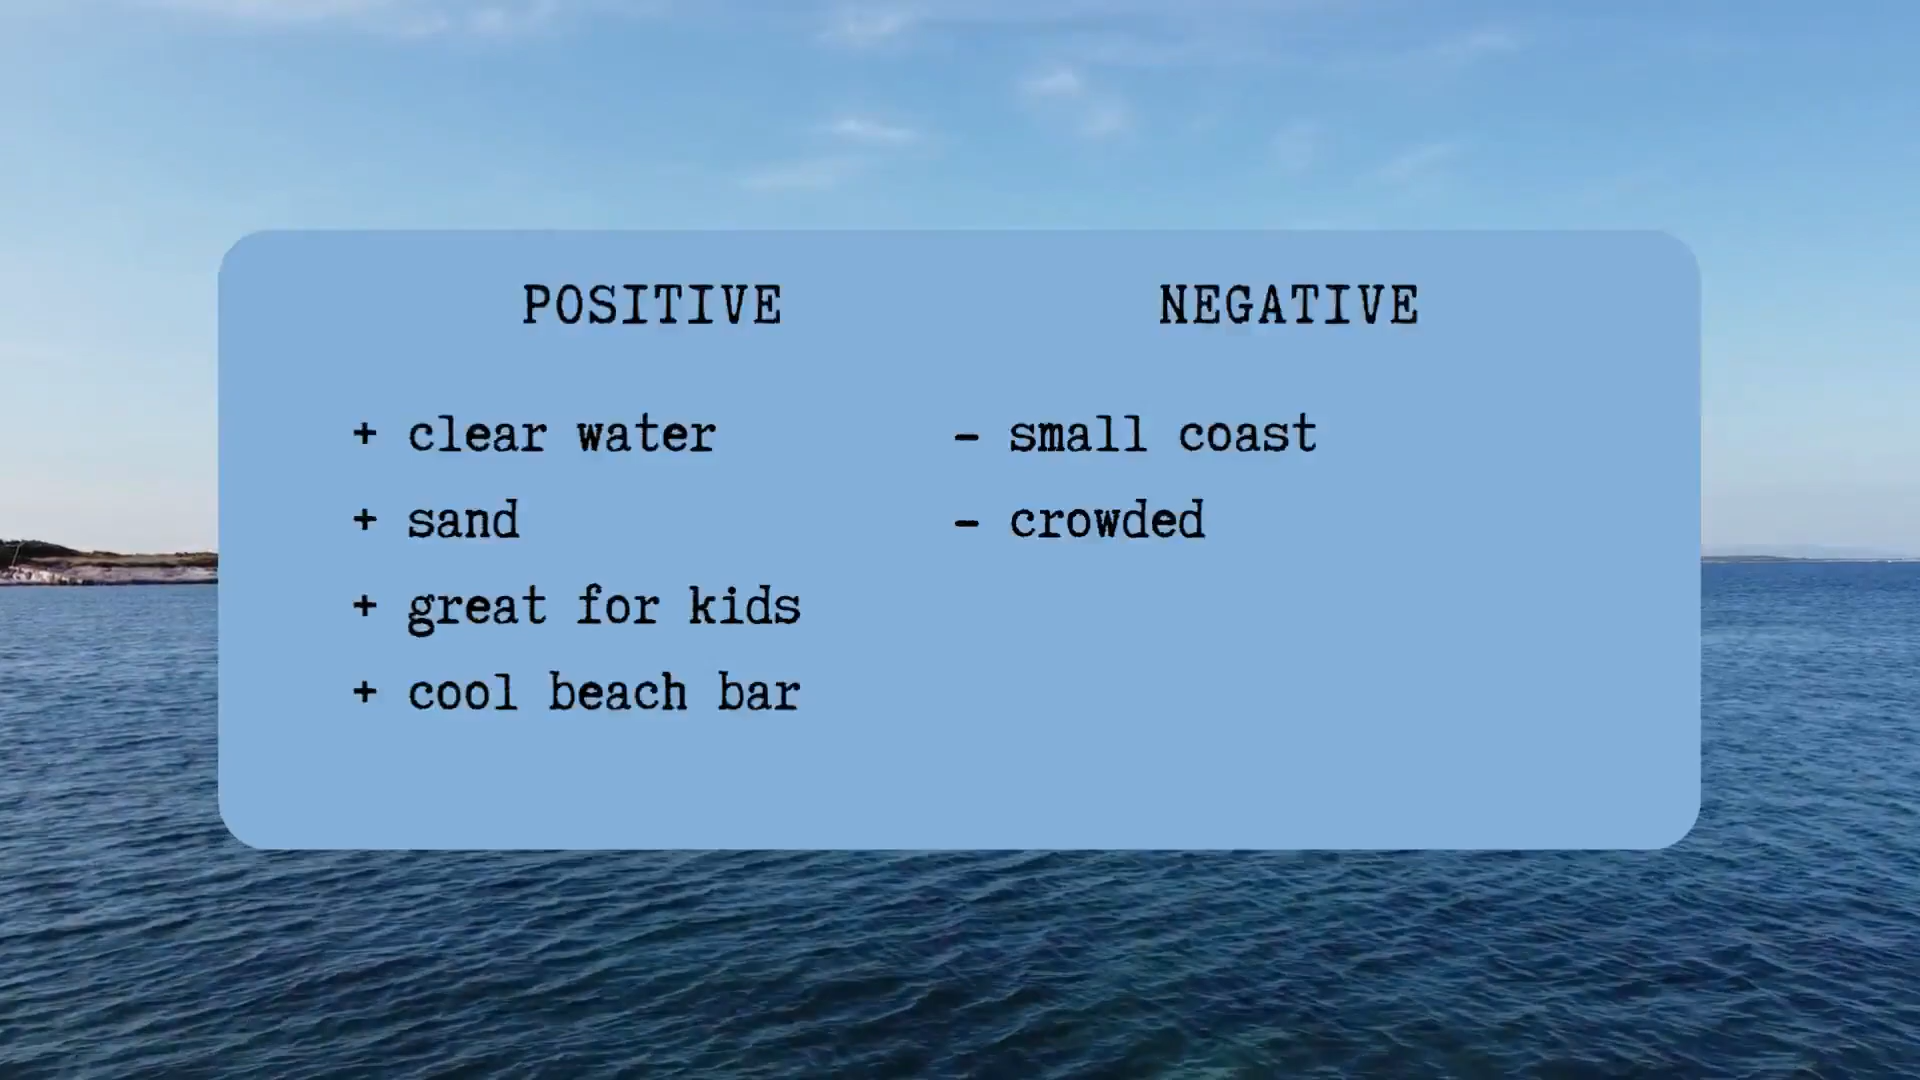 POSITIVE
+ clear water
+ sand
+ great for kids
+ cool beach bar
NEGATIVE
- small coast
- crowded